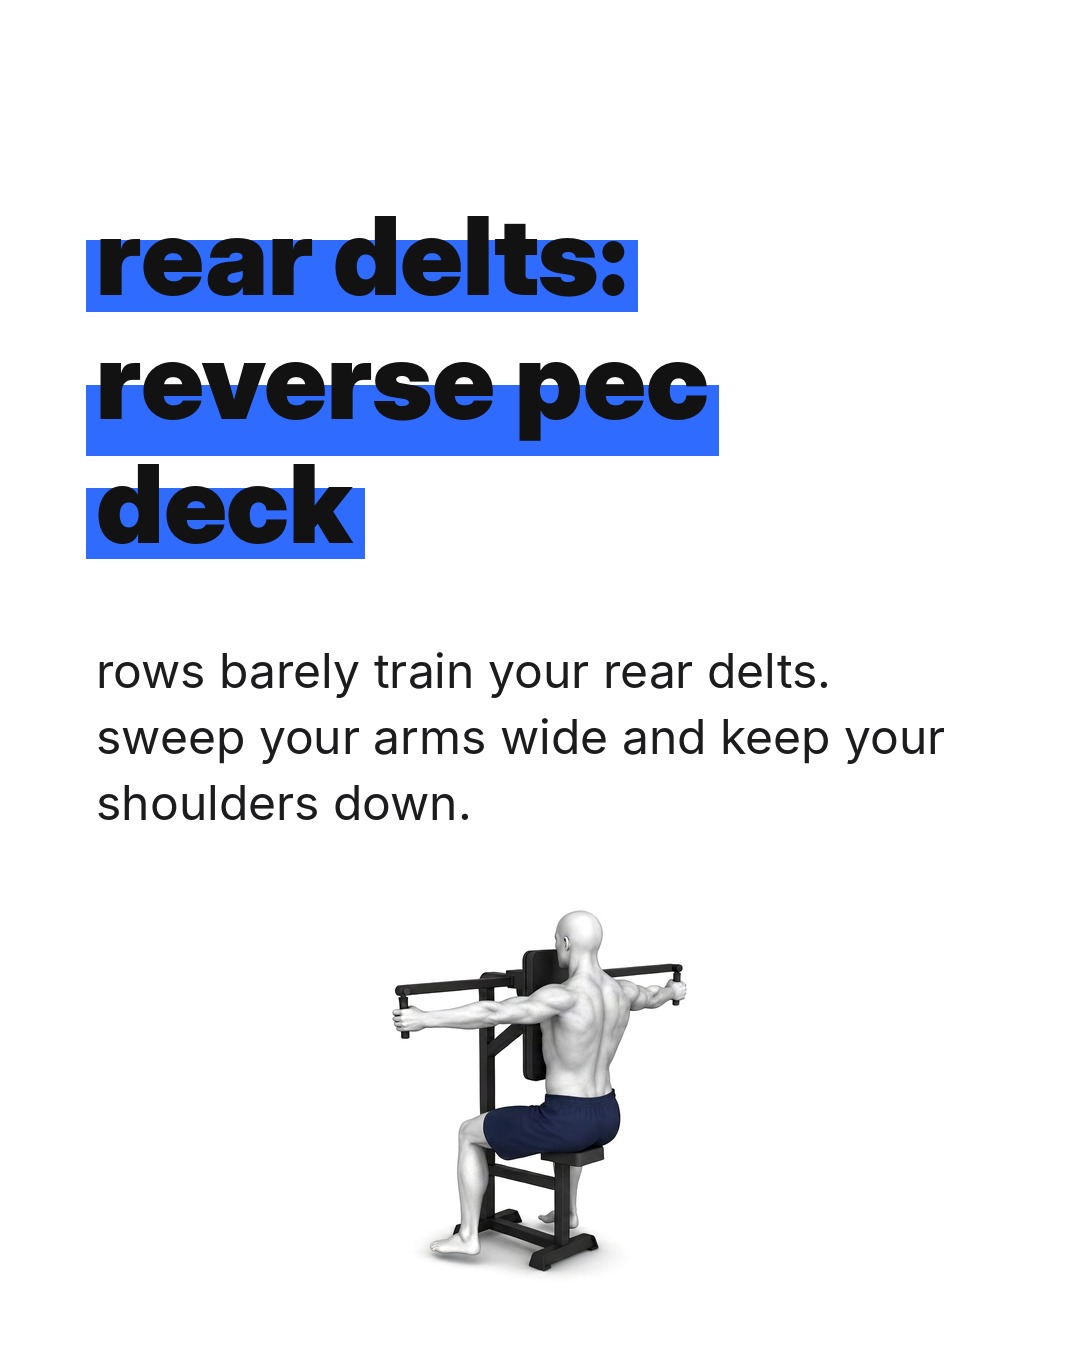 rear delts:
reverse pec
deck
rows barely train your rear delts.
sweep your arms wide and keep your
shoulders down.